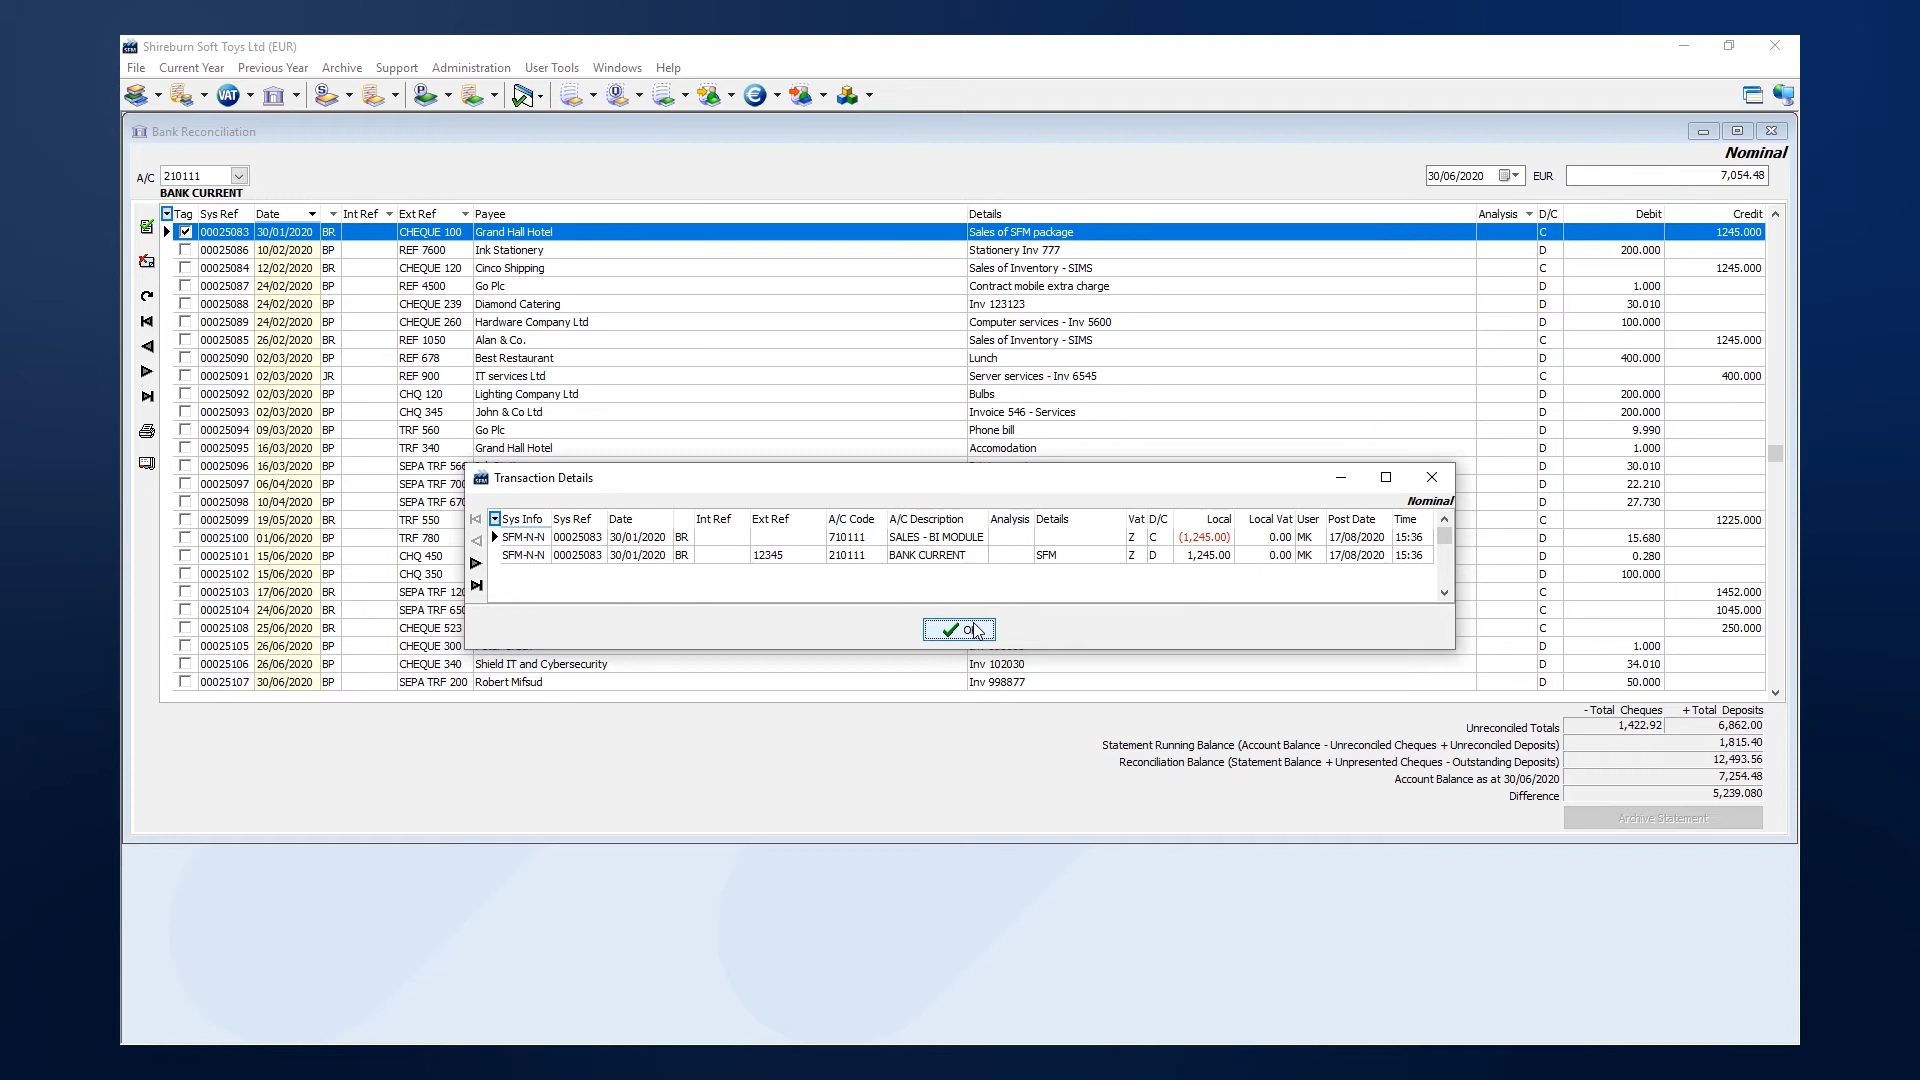 Shireburn Soft Toys Ltd (EUR)
File Current Year Previous Year Archive Support Administration User Tools Windows Help
VAT
Bank Reconciliation
Nominal
A/C 210111 30/06/2020 EUR 7,054.48
BANK CURRENT
Tag Sys Ref Date Int Ref Ext Ref Payee Details Analysis D/C Debit Credit
00025083 30/01/2020 BR CHEQUE 100 Grand Hall Hotel Sales of SFM package C 1245.000
00025086 10/02/2020 BP REF 7600 Ink Stationery Stationery Inv 777 D 200.000
00025084 12/02/2020 BR CHEQUE 120 Cinco Shipping Sales of Inventory - SIMS C 1245.000
00025087 24/02/2020 BP REF 4500 Go Plc Contract mobile extra charge D 1.000
00025088 24/02/2020 BP CHEQUE 239 Diamond Catering Inv 123123 D 30.010
00025089 24/02/2020 BP CHEQUE 260 Hardware Company Ltd Computer services - Inv 5600 D 100.000
00025085 26/02/2020 BR REF 1050 Alan & Co. Sales of Inventory - SIMS C 1245.000
00025090 02/03/2020 BP REF 678 Best Restaurant Lunch D 400.000
00025091 02/03/2020 JR REF 900 IT services Ltd Server services - Inv 6545 C 400.000
00025092 02/03/2020 BP CHQ 120 Lighting Company Ltd Bulbs D 200.000
00025093 02/03/2020 BP CHQ 345 John & Co Ltd Invoice 546 - Services D 200.000
00025094 09/03/2020 BP TRF 560 Go Plc Phone bill D 9.990
00025095 16/03/2020 BP TRF 340 Grand Hall Hotel Accomodation D 1.000
00025096 16/03/2020 BP SEPA TRF 566 D 30.010
00025097 06/04/2020 BP SEPA TRF 700 D 22.210
00025098 10/04/2020 BP SEPA TRF 670 D 27.730
00025099 19/05/2020 BR TRF 550 C 1225.000
00025100 01/06/2020 BP TRF 780 D 15.680
00025101 15/06/2020 BP CHQ 450 D 0.280
00025102 15/06/2020 BP CHQ 350 D 100.000
00025103 17/06/2020 BR SEPA TRF 120 C 1452.000
00025104 24/06/2020 BR SEPA TRF 650 C 1045.000
00025108 25/06/2020 BR CHEQUE 523 C 250.000
00025105 26/06/2020 BP CHEQUE 300 D 1.000
00025106 26/06/2020 BP CHEQUE 340 Shield IT and Cybersecurity Inv 102030 D 34.010
00025107 30/06/2020 BP SEPA TRF 200 Robert Mifsud Inv 998877 D 50.000
Transaction Details
Nominal
Sys Info Sys Ref Date Int Ref Ext Ref A/C Code A/C Description Analysis Details Vat D/C Local Local Vat User Post Date Time
SFM-N-N 00025083 30/01/2020 BR 710111 SALES - BI MODULE Z C (1,245.00) 0.00 MK 17/08/2020 15:36
SFM-N-N 00025083 30/01/2020 BR 12345 210111 BANK CURRENT SFM Z D 1,245.00 0.00 MK 17/08/2020 15:36
- Total Cheques + Total Deposits
Unreconciled Totals 1,422.92 6,862.00
Statement Running Balance (Account Balance - Unreconciled Cheques + Unreconciled Deposits) 1,815.40
Reconciliation Balance (Statement Balance + Unpresented Cheques - Outstanding Deposits) 12,493.56
Account Balance as at 30/06/2020 7,254.48
Difference 5,239.080
Archive Statement